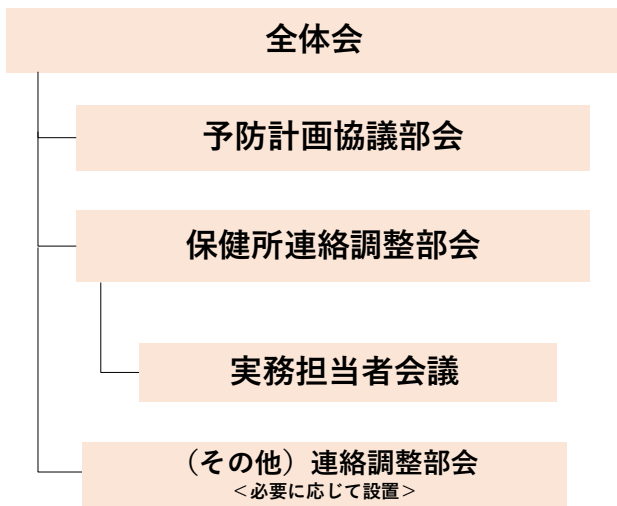 全体会
予防計画協議部会
保健所連絡調整部会
実務担当者会議
（その他）連絡調整部会
＜必要に応じて設置＞